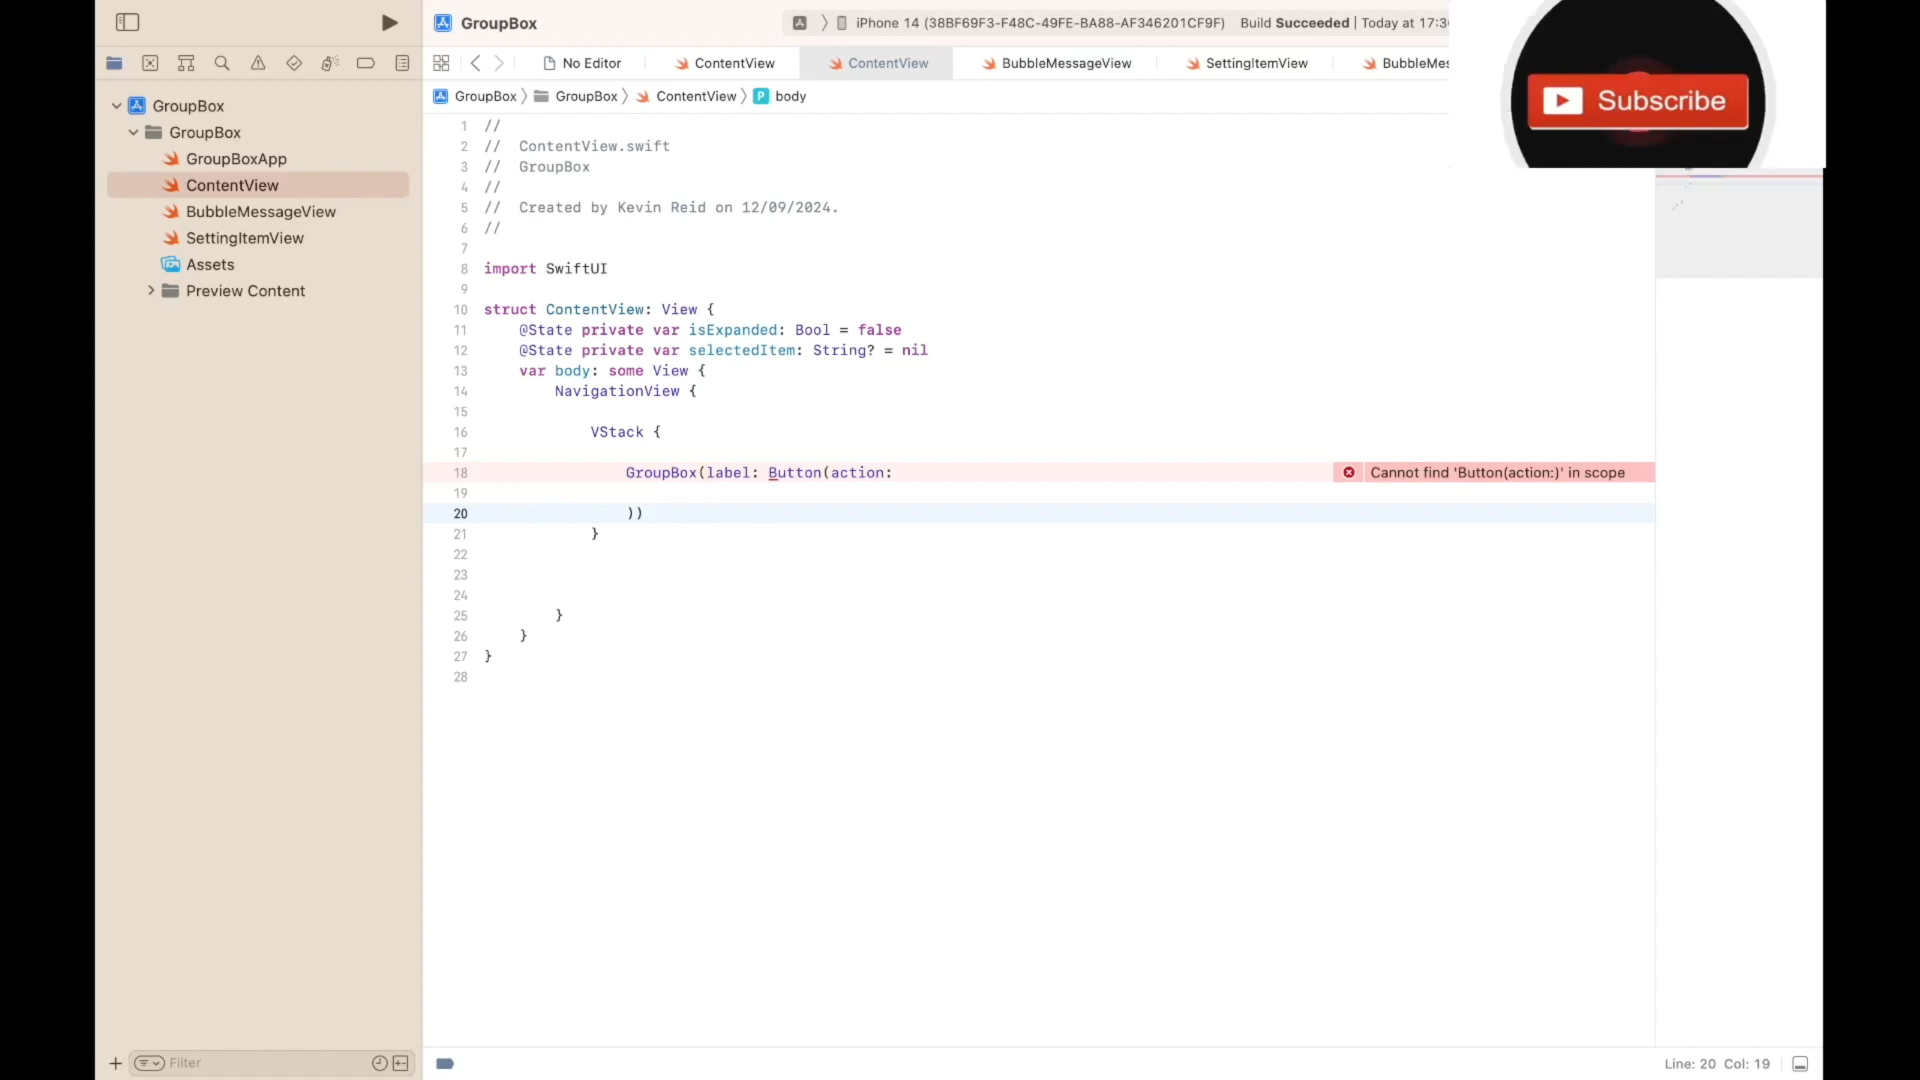 GroupBox
iPhone 14 (38BF69F3-F48C-49FE-BA88-AF346201CF9F) Build Succeeded | Today at 17:3
Subscribe
No Editor
ContentView
ContentView
BubbleMessageView
SettingItemView
BubbleMes
GroupBox
GroupBox
ContentView
P body
GroupBox
GroupBox
GroupBoxApp
ContentView
BubbleMessageView
SettingItemView
Assets
Preview Content
1 //
2 // ContentView.swift
3 // GroupBox
4 //
5 // Created by Kevin Reid on 12/09/2024.
6 //
7
8 import SwiftUI
9
10 struct ContentView: View {
11 @State private var isExpanded: Bool = false
12 @State private var selectedItem: String? = nil
13 var body: some View {
14 NavigationView {
15
16 VStack {
17
18 GroupBox(label: Button(action:
Cannot find 'Button(action:)' in scope
19
20 ))
21 }
22
23
24
25 }
26 }
27 }
28
Filter
Line: 20 Col: 19